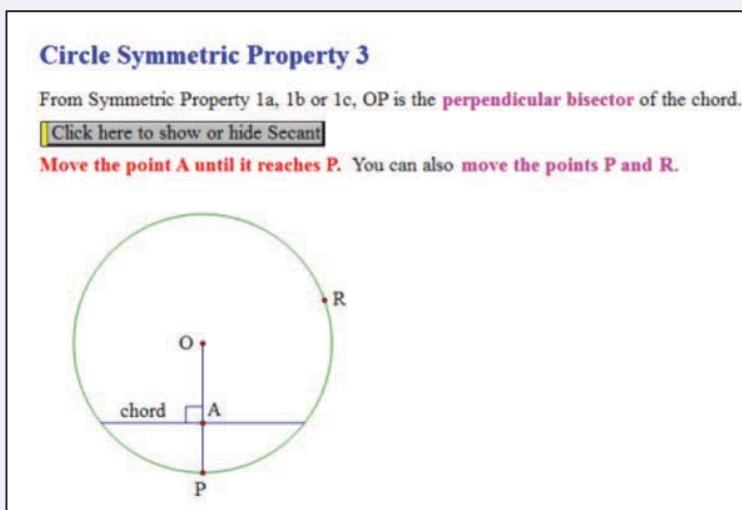 Circle Symmetric Property 3
From Symmetric Property 1a, 1b or 1c, OP is the perpendicular bisector of the chord.
Click here to show or hide Secant
Move the point A until it reaches P. You can also move the points P and R.
R
O
chord A
P